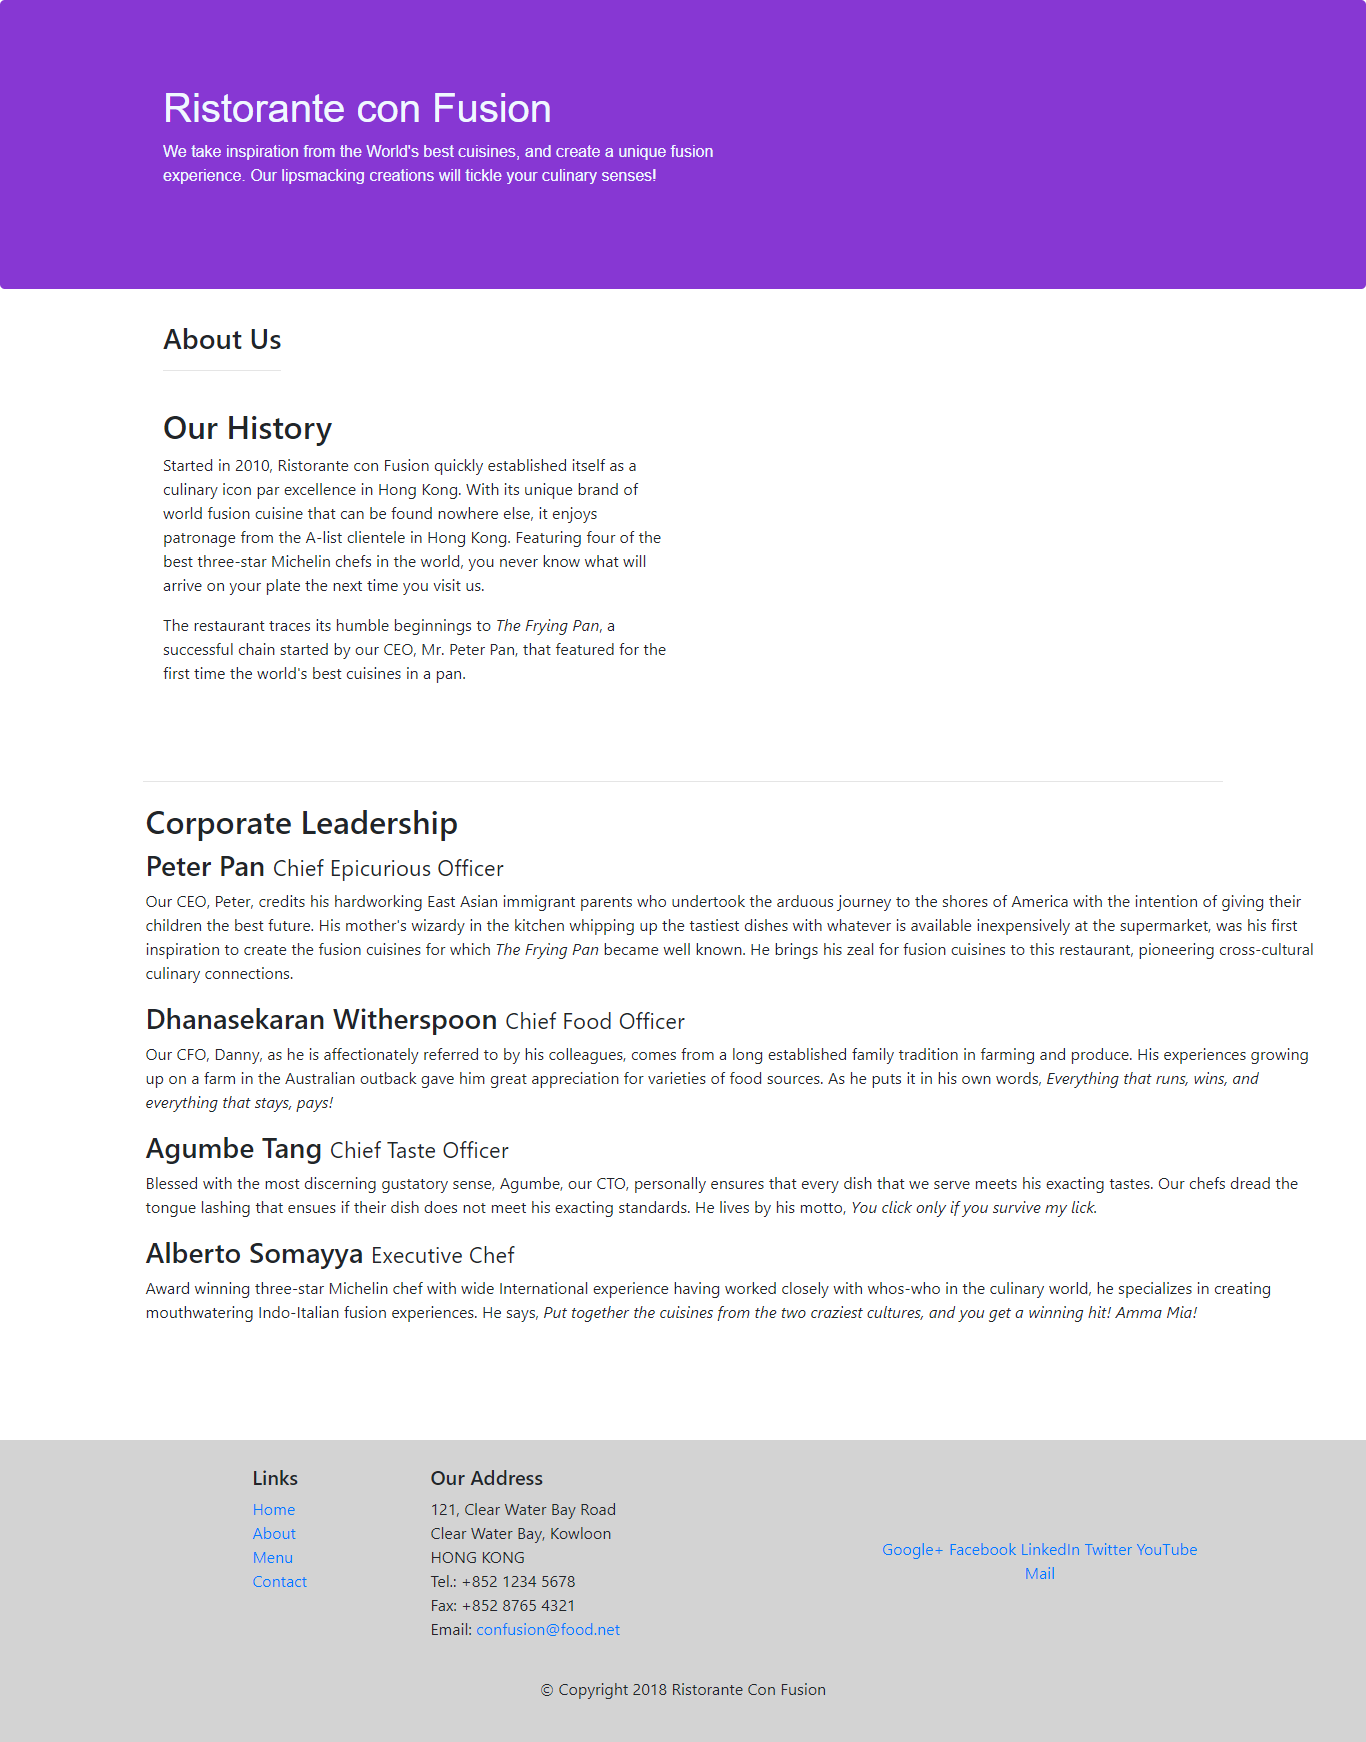 Ristorante con Fusion
We take inspiration from the World's best cuisines, and create a unique fusion
experience. Our lipsmacking creations will tickle your culinary senses!
About Us
Our History
Started in 2010, Ristorante con Fusion quickly established itself as a
culinary icon par excellence in Hong Kong. With its unique brand of
world fusion cuisine that can be found nowhere else, it enjoys
patronage from the A-list clientele in Hong Kong. Featuring four of the
best three-star Michelin chefs in the world, you never know what will
arrive on your plate the next time you visit us.
The restaurant traces its humble beginnings to The Frying Pan, a
successful chain started by our CEO, Mr. Peter Pan, that featured for the
first time the world's best cuisines in a pan.
Corporate Leadership
Peter Pan Chief Epicurious Officer
Our CEO, Peter, credits his hardworking East Asian immigrant parents who undertook the arduous journey to the shores of America with the intention of giving their
children the best future. His mother's wizardy in the kitchen whipping up the tastiest dishes with whatever is available inexpensively at the supermarket, was his first
inspiration to create the fusion cuisines for which The Frying Pan became well known. He brings his zeal for fusion cuisines to this restaurant, pioneering cross-cultural
culinary connections.
Dhanasekaran Witherspoon Chief Food Officer
Our CFO, Danny, as he is affectionately referred to by his colleagues, comes from a long established family tradition in farming and produce. His experiences growing
up on a farm in the Australian outback gave him great appreciation for varieties of food sources. As he puts it in his own words, Everything that runs, wins, and
everything that stays, pays!
Agumbe Tang Chief Taste Officer
Blessed with the most discerning gustatory sense, Agumbe, our CTO, personally ensures that every dish that we serve meets his exacting tastes. Our chefs dread the
tongue lashing that ensues if their dish does not meet his exacting standards. He lives by his motto, You click only if you survive my lick.
Alberto Somayya Executive Chef
Award winning three-star Michelin chef with wide International experience having worked closely with whos-who in the culinary world, he specializes in creating
mouthwatering Indo-Italian fusion experiences. He says, Put together the cuisines from the two craziest cultures, and you get a winning hit! Amma Mia!
Links
Home
About
Menu
Contact
Our Address
121, Clear Water Bay Road
Clear Water Bay, Kowloon
HONG KONG
Tel.: +852 1234 5678
Fax: +852 8765 4321
Email: confusion@food.net
Google+ Facebook LinkedIn Twitter YouTube
Mail
© Copyright 2018 Ristorante Con Fusion